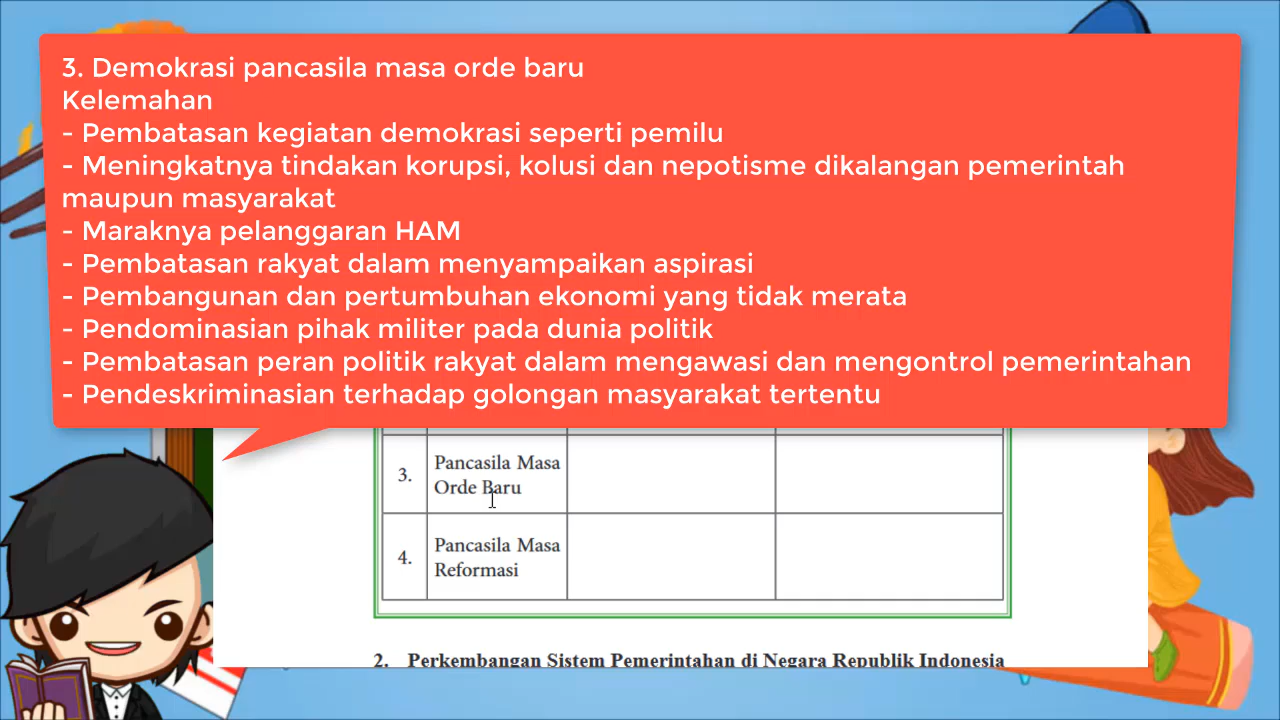 3. Demokrasi pancasila masa orde baru
Kelemahan
- Pembatasan kegiatan demokrasi seperti pemilu
- Meningkatnya tindakan korupsi, kolusi dan nepotisme dikalangan pemerintah
maupun masyarakat
- Maraknya pelanggaran HAM
- Pembatasan rakyat dalam menyampaikan aspirasi
- Pembangunan dan pertumbuhan ekonomi yang tidak merata
- Pendominasian pihak militer pada dunia politik
- Pembatasan peran politik rakyat dalam mengawasi dan mengontrol pemerintahan
- Pendeskriminasian terhadap golongan masyarakat tertentu
3. Pancasila Masa
Orde Baru
4. Pancasila Masa
Reformasi
2. Perkembangan Sistem Pemerintahan di Negara Republik Indonesia